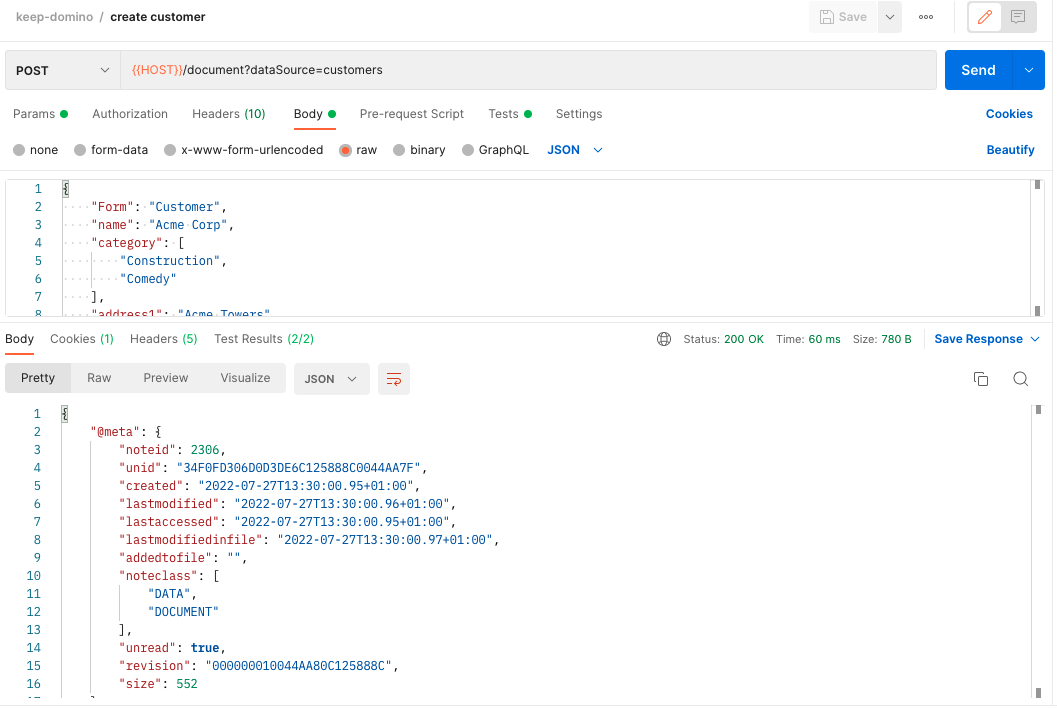 keep-domino / create customer
Save
POST {{HOST}}/document?dataSource=customers Send
Params Authorization Headers (10) Body Pre-request Script Tests Settings Cookies
none form-data x-www-form-urlencoded raw binary GraphQL JSON Beautify
1 {
2 "Form": "Customer",
3 "name": "Acme Corp",
4 "category": [
5 "Construction",
6 "Comedy"
7 ],
8 "address1": "Acme Towers"
Body Cookies (1) Headers (5) Test Results (2/2) Status: 200 OK Time: 60 ms Size: 780 B Save Response
Pretty Raw Preview Visualize JSON
1 {
2 "@meta": {
3 "noteid": 2306,
4 "unid": "34F0FD306D0D3DE6C125888C0044AA7F",
5 "created": "2022-07-27T13:30:00.95+01:00",
6 "lastmodified": "2022-07-27T13:30:00.96+01:00",
7 "lastaccessed": "2022-07-27T13:30:00.95+01:00",
8 "lastmodifiedinfile": "2022-07-27T13:30:00.97+01:00",
9 "addedtofile": "",
10 "noteclass": [
11 "DATA",
12 "DOCUMENT"
13 ],
14 "unread": true,
15 "revision": "000000010044AA80C125888C",
16 "size": 552